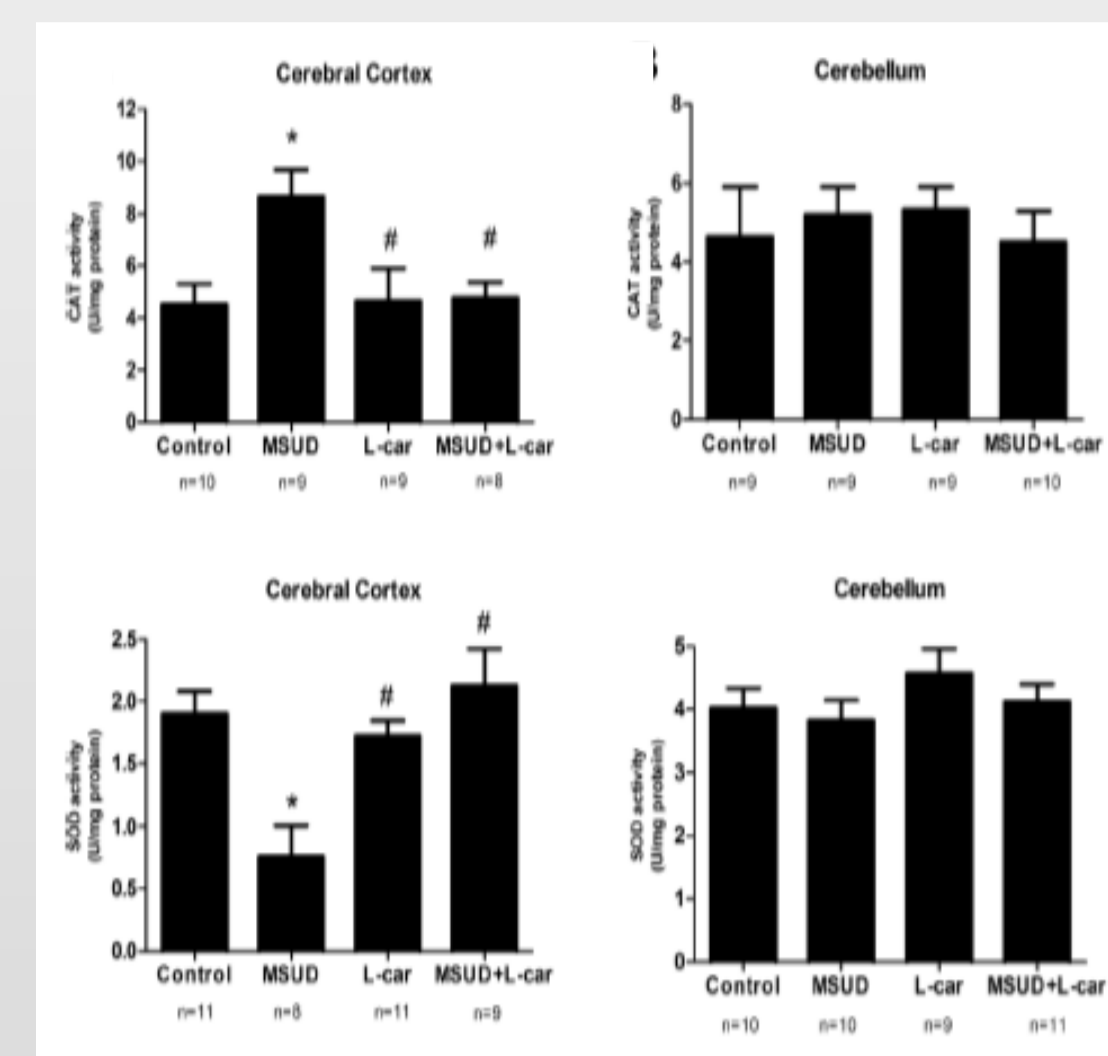 Cerebral Cortex
12
10
8
6
4
2
0
CAT activity
(U/mg protein)
*
#
#
Control MSUD L-car MSUD+L-car
n=10 n=9 n=9 n=8
Cerebellum
8
6
4
2
0
CAT activity
(U/mg protein)
Control MSUD L-car MSUD+L-car
n=9 n=9 n=9 n=10
Cerebral Cortex
2.5
2.0
1.5
1.0
0.5
0.0
SOD activity
(U/mg protein)
*
#
#
Control MSUD L-car MSUD+L-car
n=11 n=8 n=11 n=9
Cerebellum
5
4
3
2
1
0
SOD activity
(U/mg protein)
Control MSUD L-car MSUD+L-car
n=10 n=10 n=9 n=11